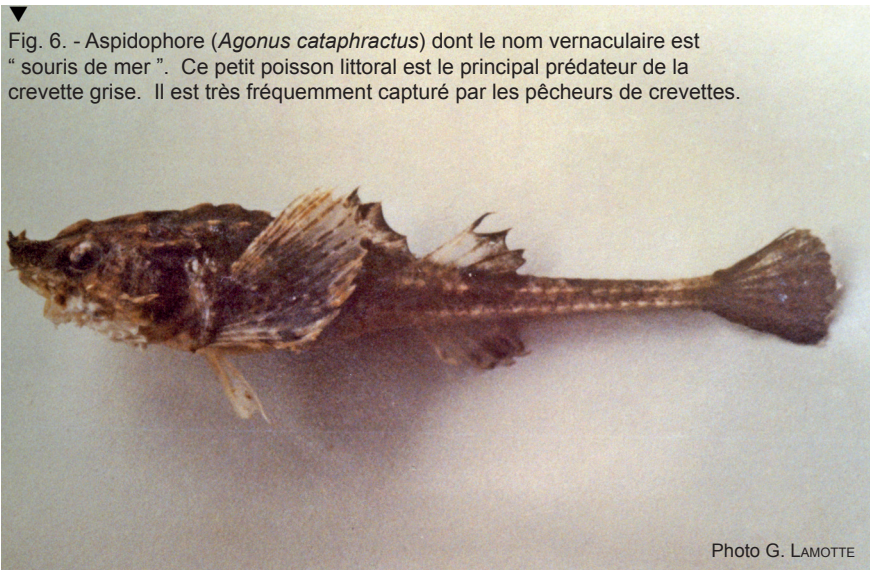 Fig. 6. - Aspidophore (Agonus cataphractus) dont le nom vernaculaire est
“ souris de mer ”.  Ce petit poisson littoral est le principal prédateur de la
crevette grise.  Il est très fréquemment capturé par les pêcheurs de crevettes.
Photo G. LAMOTTE